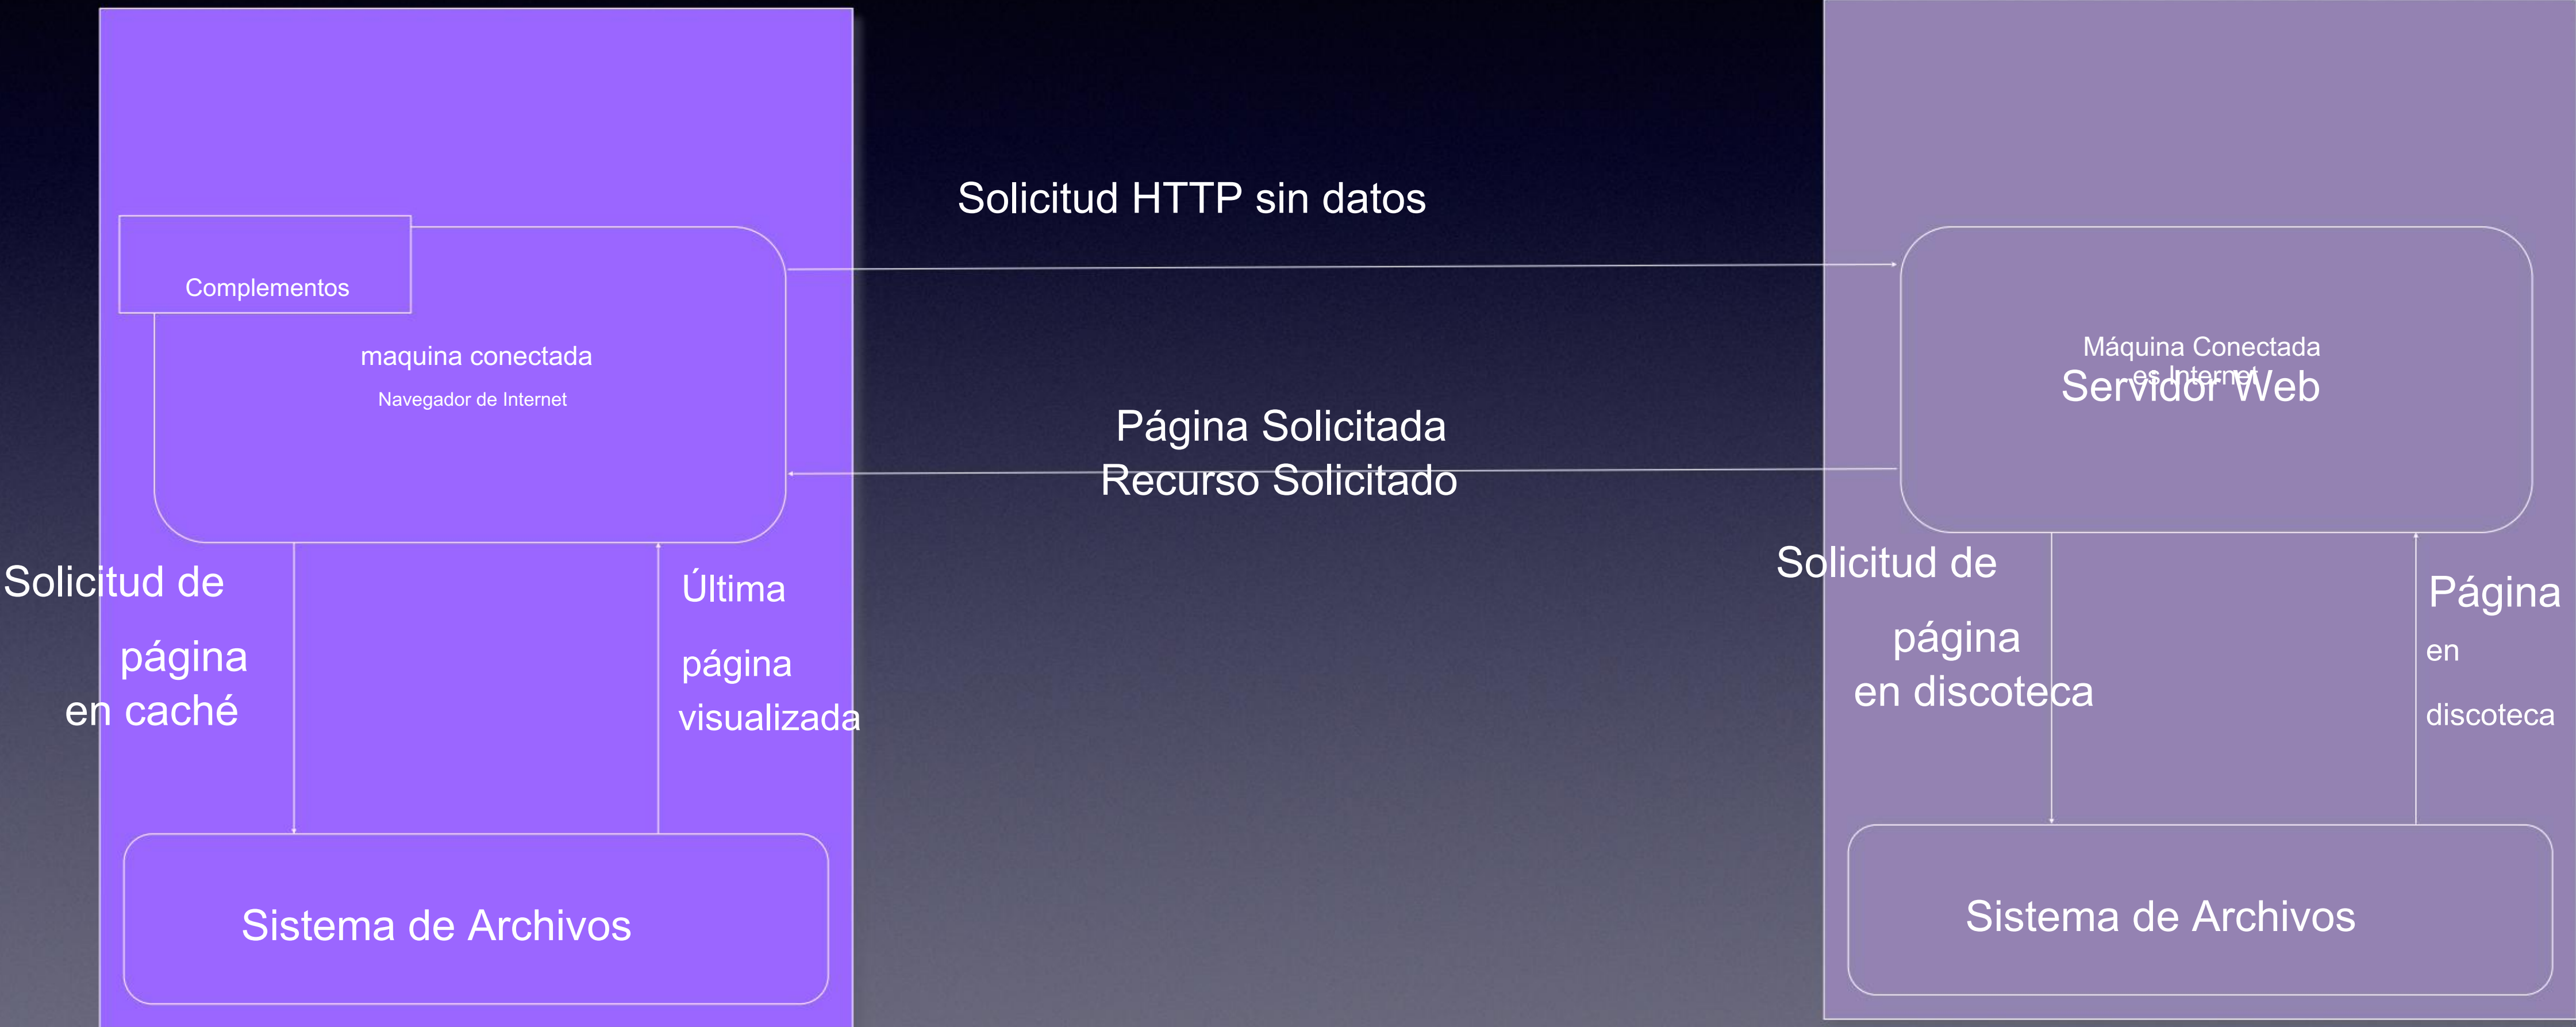 Solicitud HTTP sin datos
Complementos
maquina conectada
Navegador de Internet
Máquina Conectada
es Internet
Servidor Web
Página Solicitada
Recurso Solicitado
Solicitud de
página
en caché
Última
página
visualizada
Solicitud de
página
en discoteca
Página
en
discoteca
Sistema de Archivos
Sistema de Archivos